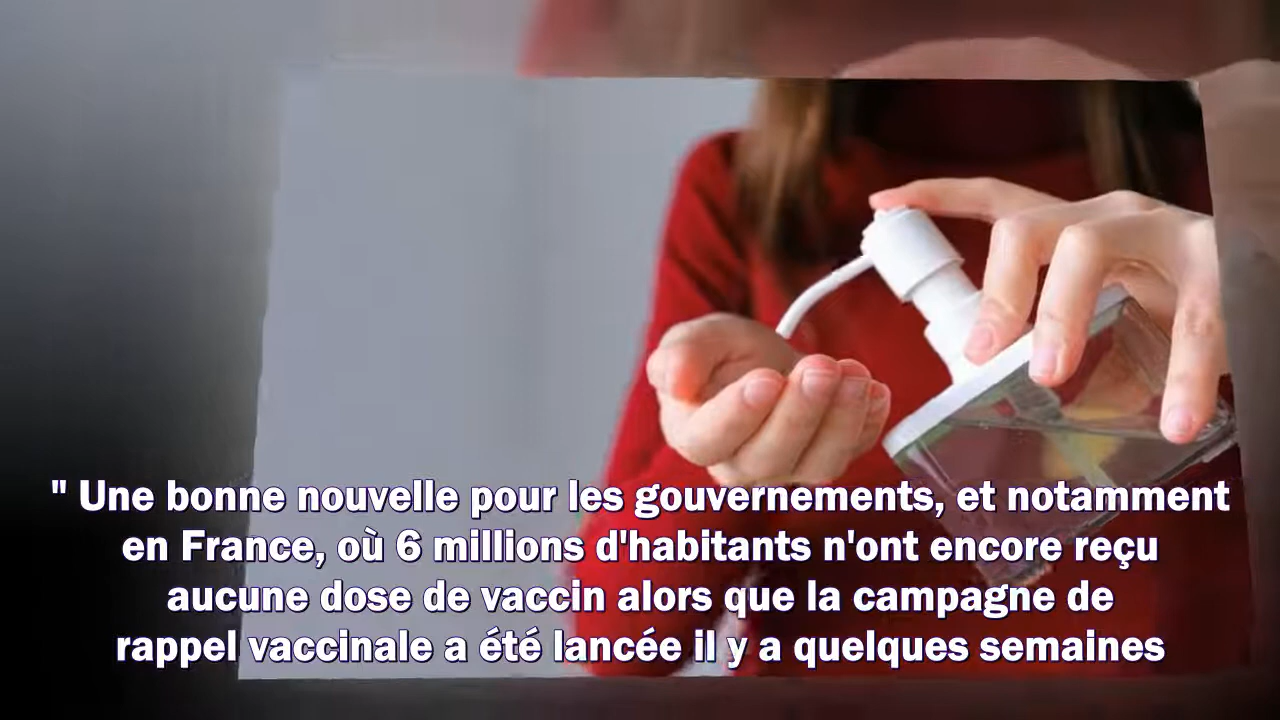 " Une bonne nouvelle pour les gouvernements, et notamment
en France, où 6 millions d'habitants n'ont encore reçu
aucune dose de vaccin alors que la campagne de
rappel vaccinale a été lancée il y a quelques semaines